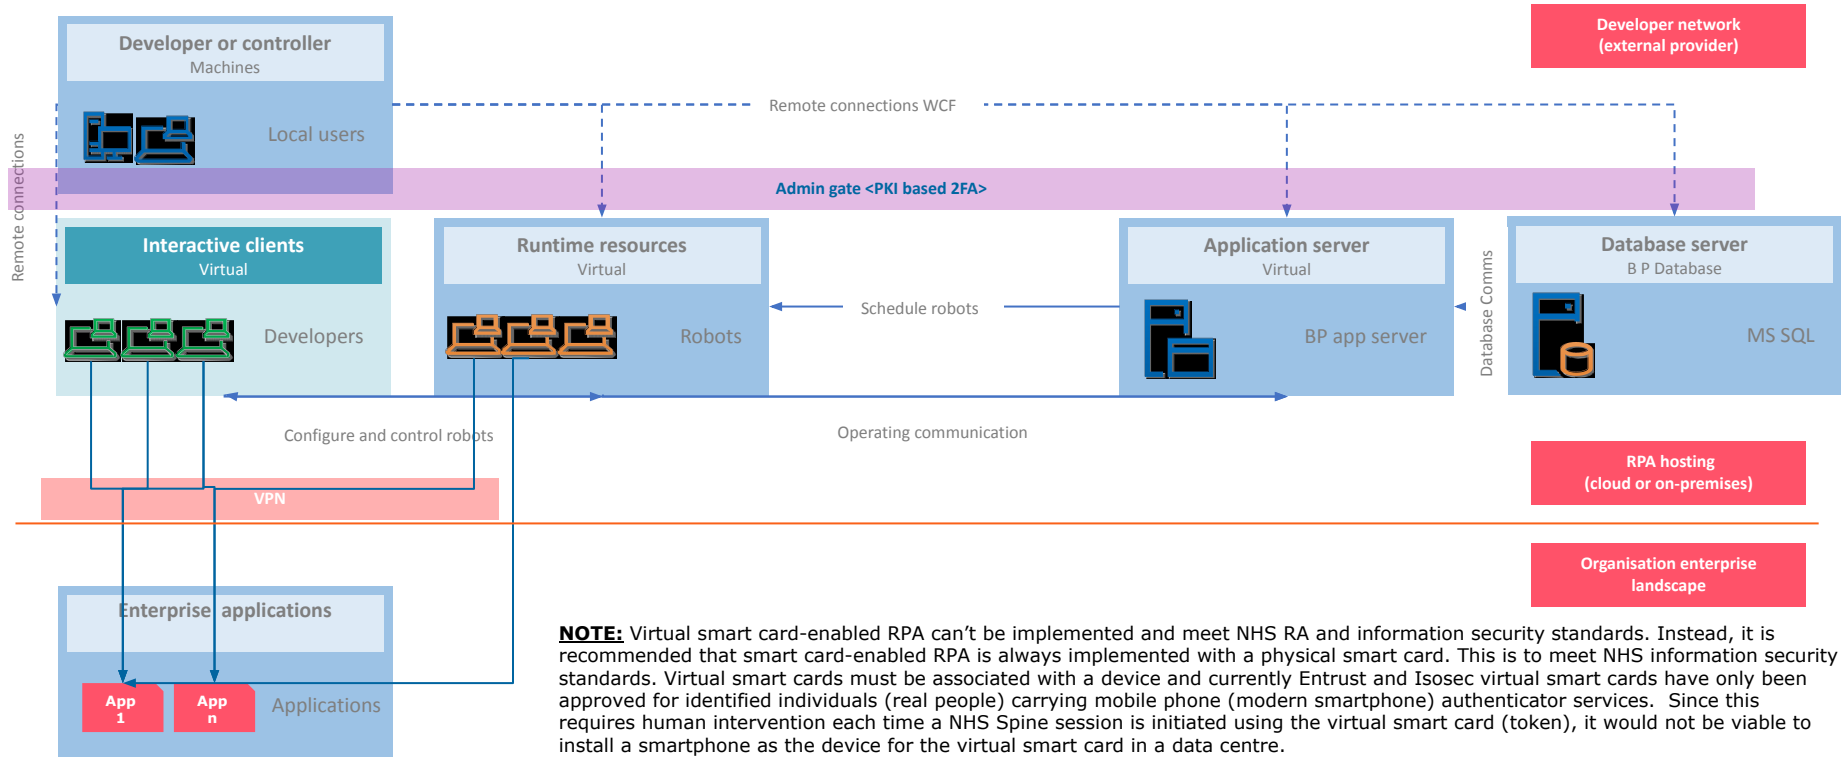 Developer or controller
Machines
Local users
Developer network
(external provider)
Remote connections WCF
Remote connections
Admin gate <PKI based 2FA>
Interactive clients
Virtual
Developers
Runtime resources
Virtual
Robots
Schedule robots
Application server
Virtual
BP app server
Database Comms
Database server
B P Database
MS SQL
Configure and control robots
Operating communication
RPA hosting
(cloud or on-premises)
VPN
Organisation enterprise
landscape
Enterprise applications
App
1
App
n
Applications
NOTE: Virtual smart card-enabled RPA can’t be implemented and meet NHS RA and information security standards. Instead, it is
recommended that smart card-enabled RPA is always implemented with a physical smart card. This is to meet NHS information security
standards. Virtual smart cards must be associated with a device and currently Entrust and Isosec virtual smart cards have only been
approved for identified individuals (real people) carrying mobile phone (modern smartphone) authenticator services. Since this
requires human intervention each time a NHS Spine session is initiated using the virtual smart card (token), it would not be viable to
install a smartphone as the device for the virtual smart card in a data centre.